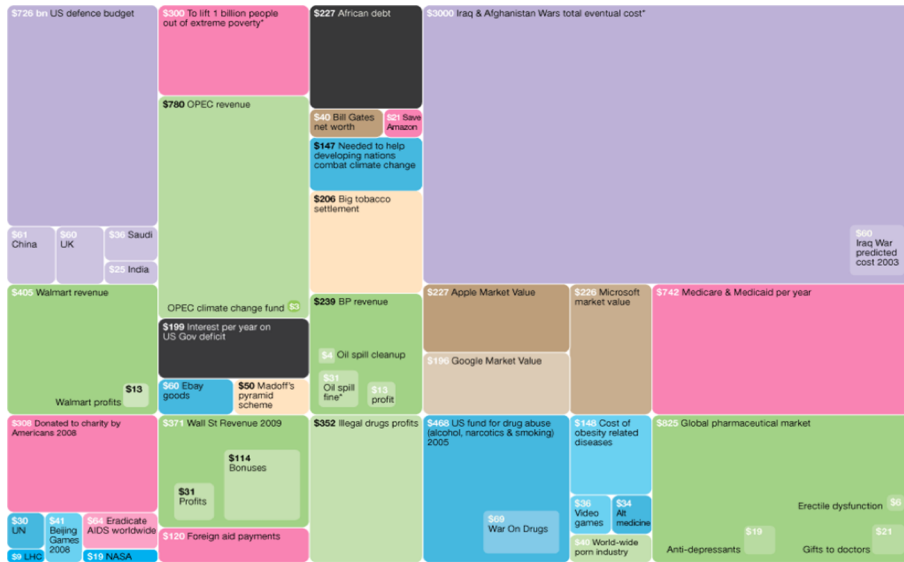 $726 bn US defence budget
$61
China
$60
UK
$36 Saudi
$25 India
$405 Walmart revenue
$13
Walmart profits
$308 Donated to charity by
Americans 2008
$30
UN
$41
Beijing
Games
2008
$64 Eradicate
AIDS worldwide
$9 LHC
$19 NASA
$300 To lift 1 billion people
out of extreme poverty*
$780 OPEC revenue
OPEC climate change fund $3
$199 Interest per year on
US Gov deficit
$60 Ebay
goods
$50 Madoff's
pyramid
scheme
$371 Wall St Revenue 2009
$114
Bonuses
$31
Profits
$120 Foreign aid payments
$227 African debt
$40 Bill Gates
net worth
$21 Save
Amazon
$147 Needed to help
developing nations
combat climate change
$206 Big tobacco
settlement
$239 BP revenue
$4 Oil spill cleanup
$31
Oil spill
fine*
$13
profit
$352 Illegal drugs profits
$3000 Iraq & Afghanistan Wars total eventual cost*
$60
Iraq War
predicted
cost 2003
$227 Apple Market Value
$196 Google Market Value
$226 Microsoft
market value
$742 Medicare & Medicaid per year
$468 US fund for drug abuse
(alcohol, narcotics & smoking)
2005
$69
War On Drugs
$148 Cost of
obesity related
diseases
$36
Video
games
$34
Alt
medicine
$40 World-wide
porn industry
$825 Global pharmaceutical market
Erectile dysfunction $6
$19
Anti-depressants
$21
Gifts to doctors